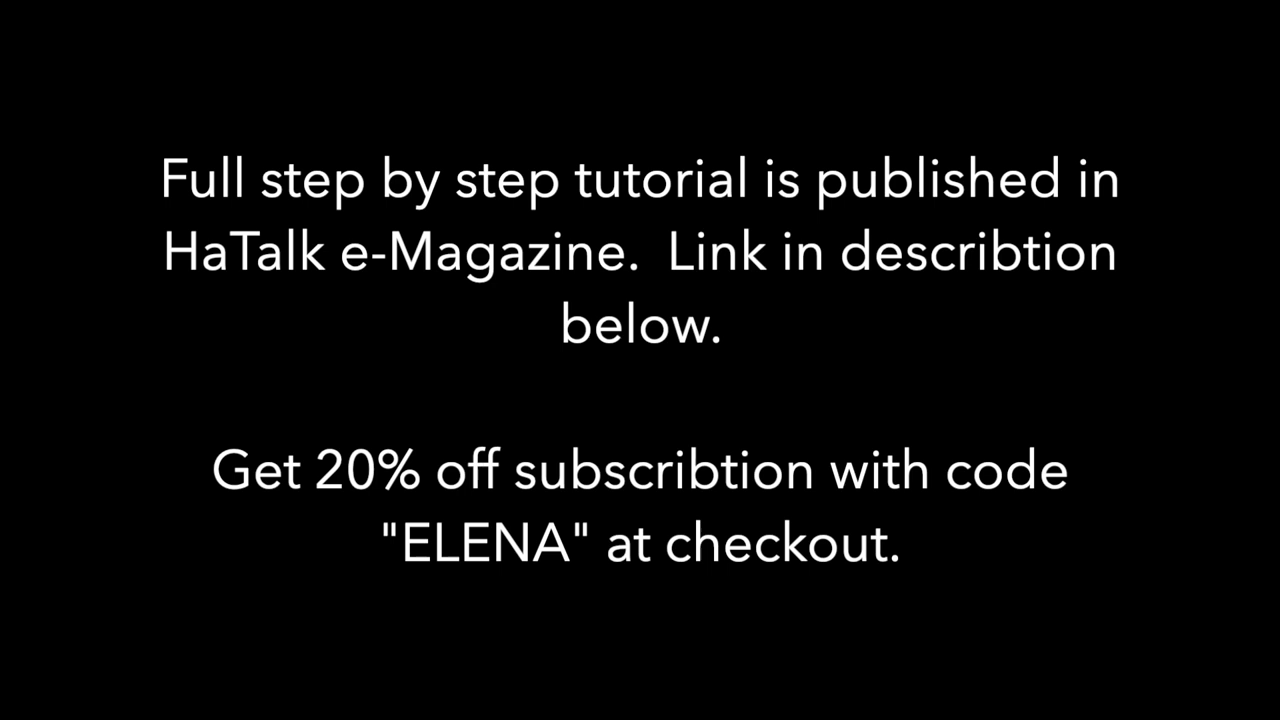 Full step by step tutorial is published in
HaTalk e-Magazine.  Link in describtion
below.
Get 20% off subscribtion with code
"ELENA" at checkout.